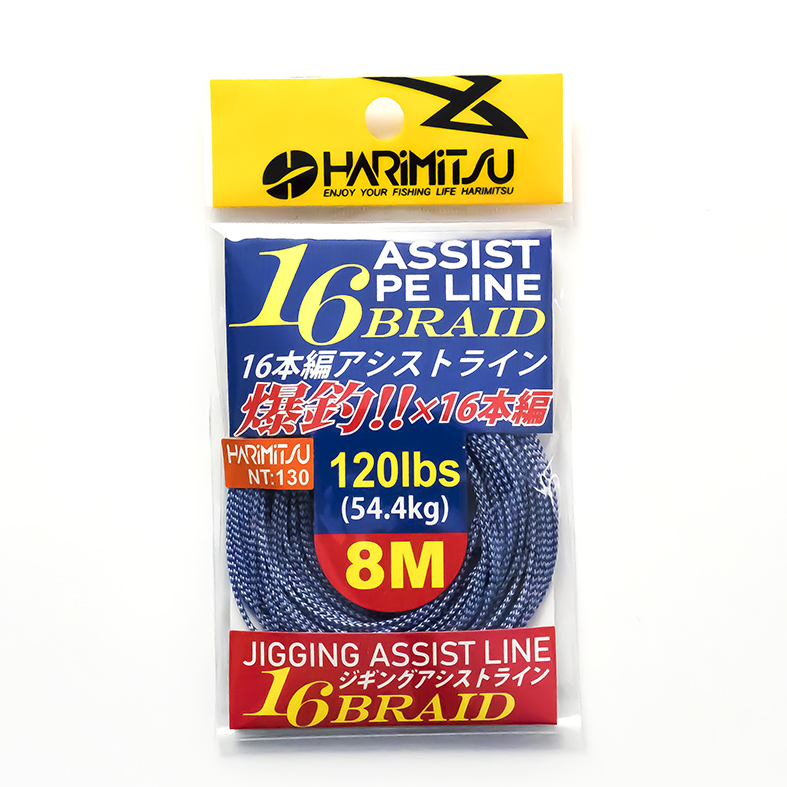 HARiMiTSU
ENJOY YOUR FISHING LIFE HARIMITSU
16 ASSIST
PE LINE
BRAID
16本編アシストライン
爆釣!!×16本編
HARiMiTSU
NT:130
120lbs
(54.4kg)
8M
JIGGING ASSIST LINE
ジギングアシストライン
16BRAID